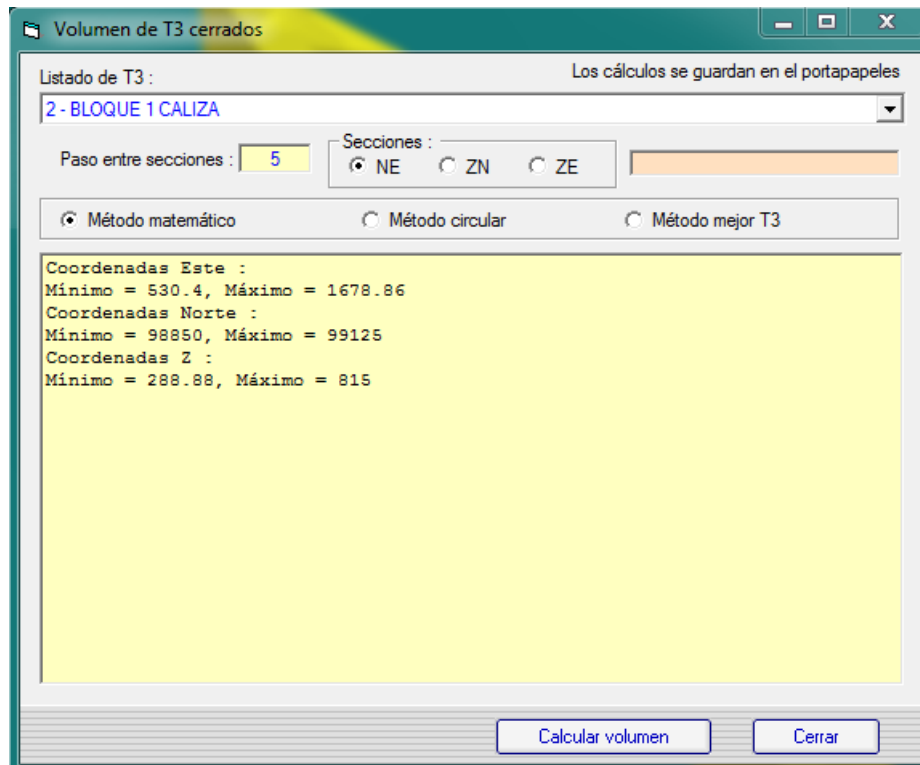 Volumen de T3 cerrados
Listado de T3 :
Los cálculos se guardan en el portapapeles
2 - BLOQUE 1 CALIZA
Paso entre secciones : 5
Secciones :
NE ZN ZE
Método matemático Método circular Método mejor T3
Coordenadas Este :
Mínimo = 530.4, Máximo = 1678.86
Coordenadas Norte :
Mínimo = 98850, Máximo = 99125
Coordenadas Z :
Mínimo = 288.88, Máximo = 815
Calcular volumen Cerrar